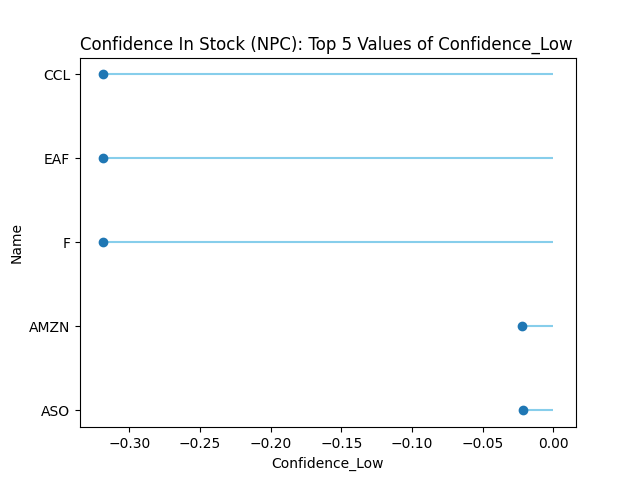 Confidence In Stock (NPC): Top 5 Values of Confidence_Low
CCL
EAF
F
AMZN
ASO
Name
−0.30 −0.25 −0.20 −0.15 −0.10 −0.05 0.00
Confidence_Low